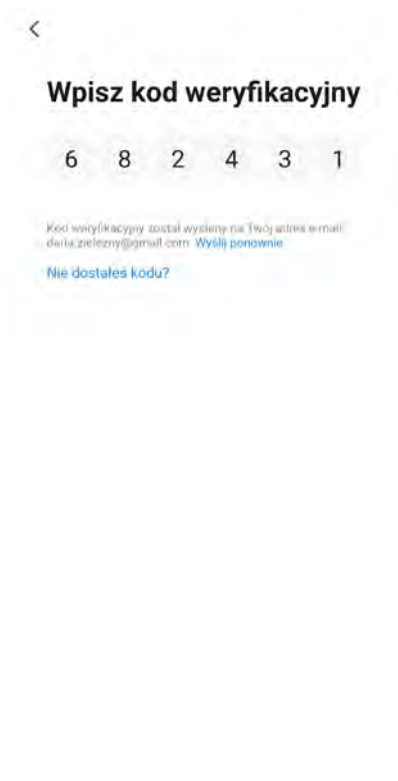 Wpisz kod weryfikacyjny
6 8 2 4 3 1
Kod weryfikacyjny został wysłany na Twój adres e-mail
daria.zielezny@gmail.com Wyślij ponownie
Nie dostałeś kodu?